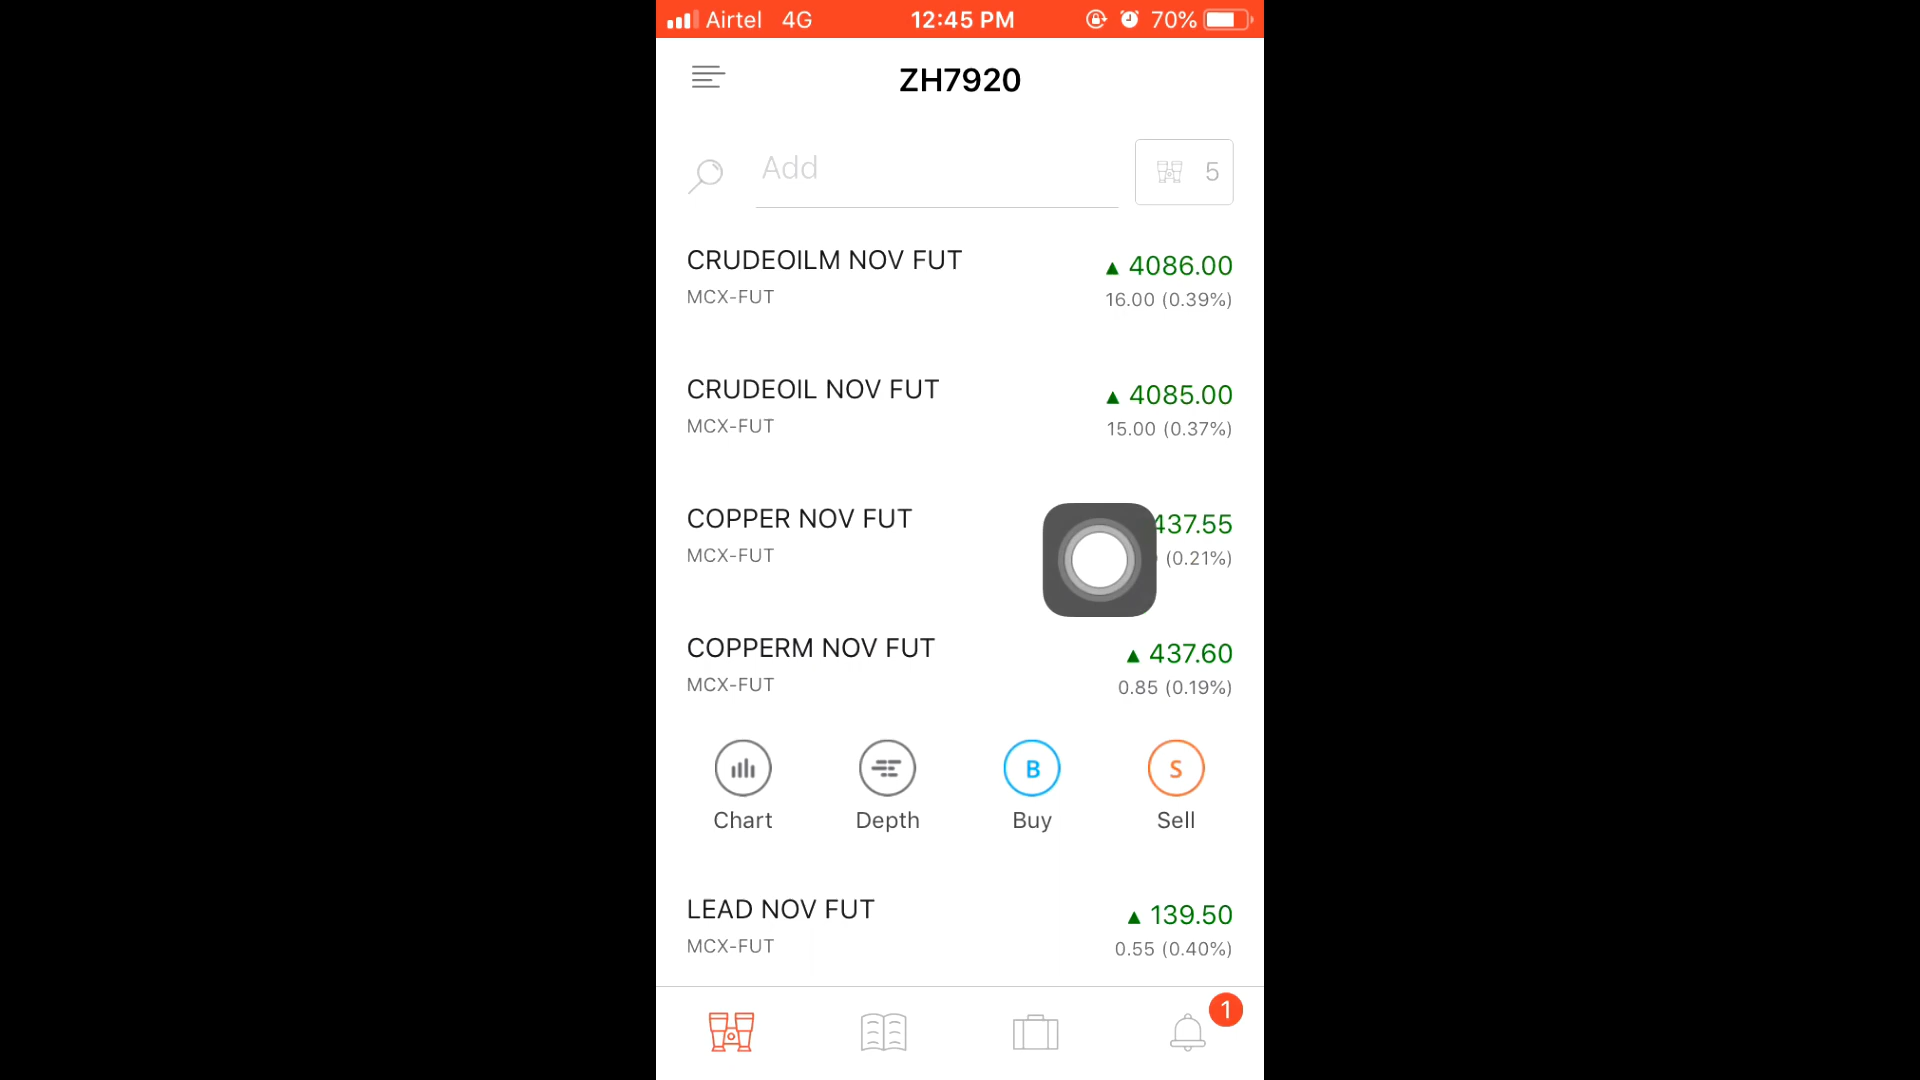 Airtel 4G 12:45 PM 70%
ZH7920
Add 5
CRUDEOILM NOV FUT ▲ 4086.00
MCX-FUT 16.00 (0.39%)
CRUDEOIL NOV FUT ▲ 4085.00
MCX-FUT 15.00 (0.37%)
COPPER NOV FUT 437.55
MCX-FUT (0.21%)
COPPERM NOV FUT ▲ 437.60
MCX-FUT 0.85 (0.19%)
B S
Chart Depth Buy Sell
LEAD NOV FUT ▲ 139.50
MCX-FUT 0.55 (0.40%)
1